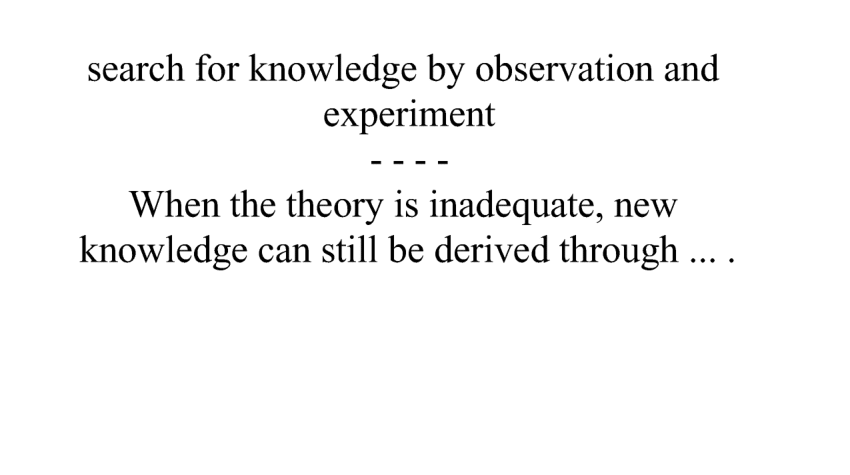 search for knowledge by observation and
experiment
- - - -
When the theory is inadequate, new
knowledge can still be derived through ... .